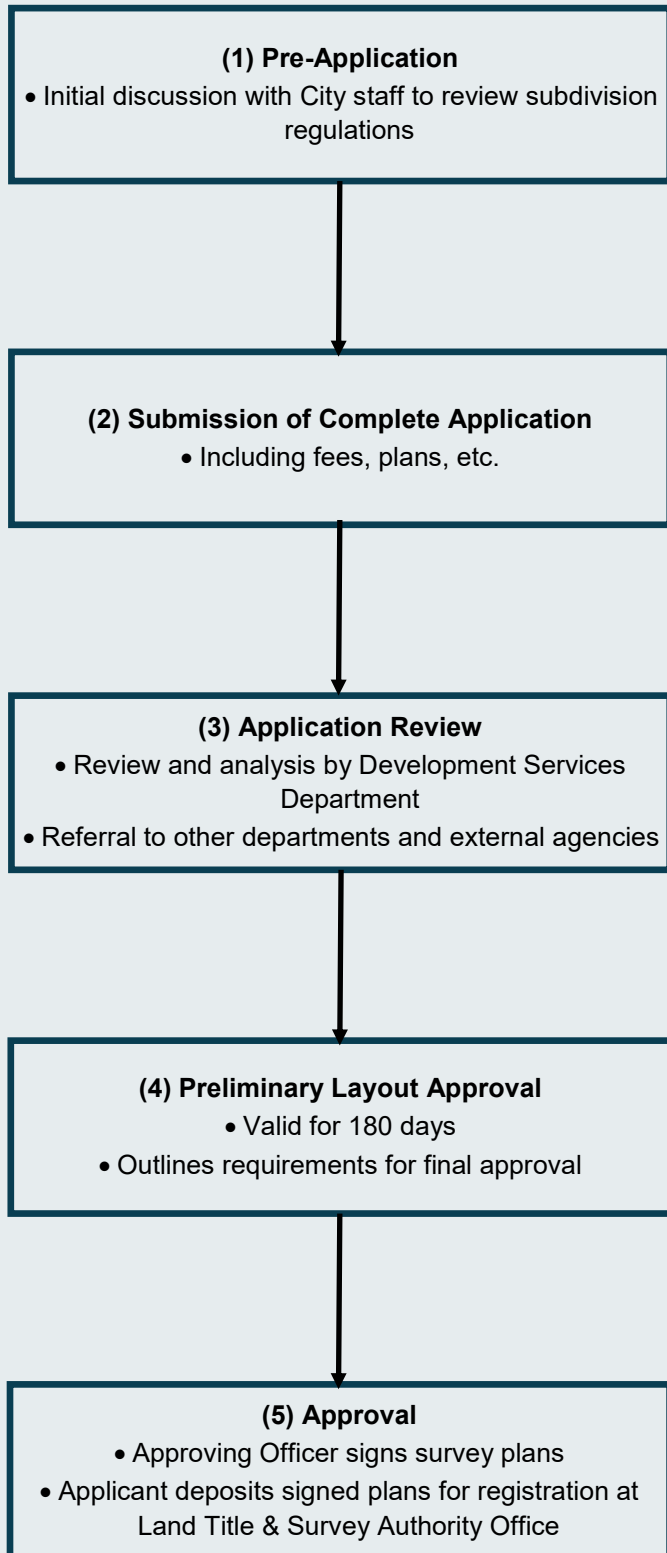 (1) Pre-Application
• Initial discussion with City staff to review subdivision
regulations
(2) Submission of Complete Application
• Including fees, plans, etc.
(3) Application Review
• Review and analysis by Development Services
Department
• Referral to other departments and external agencies
(4) Preliminary Layout Approval
• Valid for 180 days
• Outlines requirements for final approval
(5) Approval
• Approving Officer signs survey plans
• Applicant deposits signed plans for registration at
Land Title & Survey Authority Office